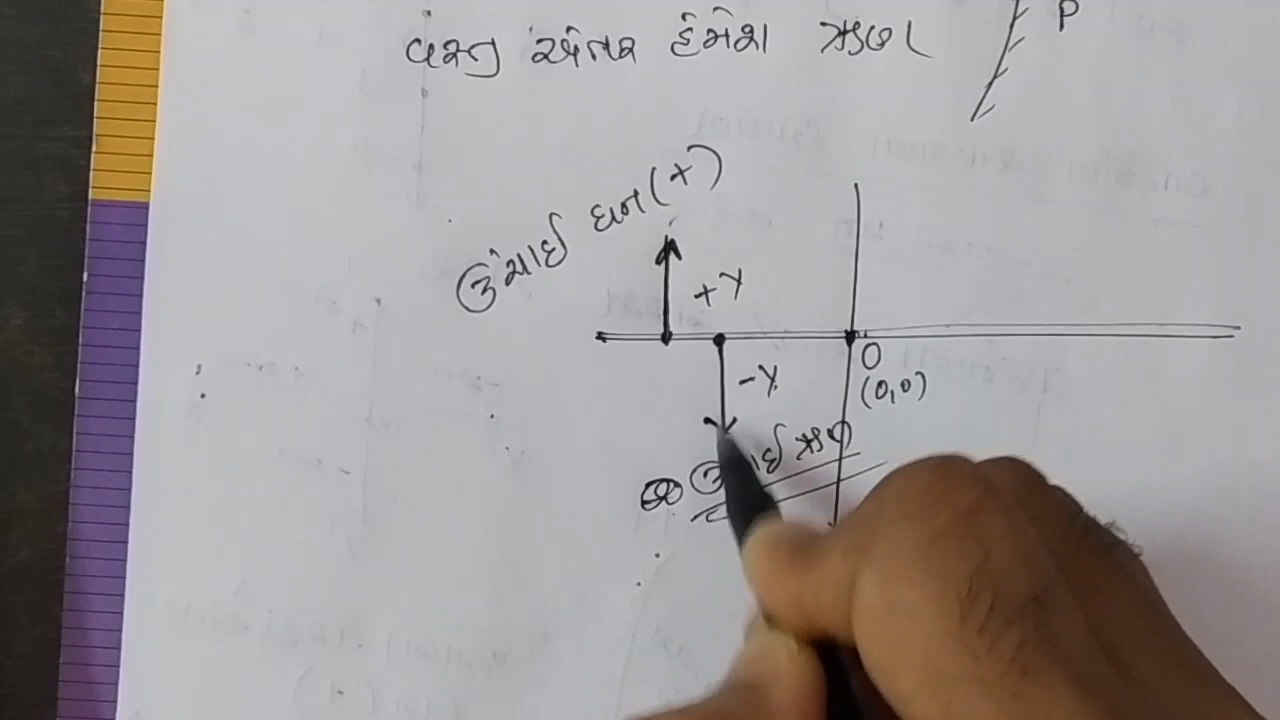 વસ્તુ અંતર હંમેશા ઋણ
P
ઉંચાઈ ધન (+)
+Y
-Y
O
(0,0)
ઋણ